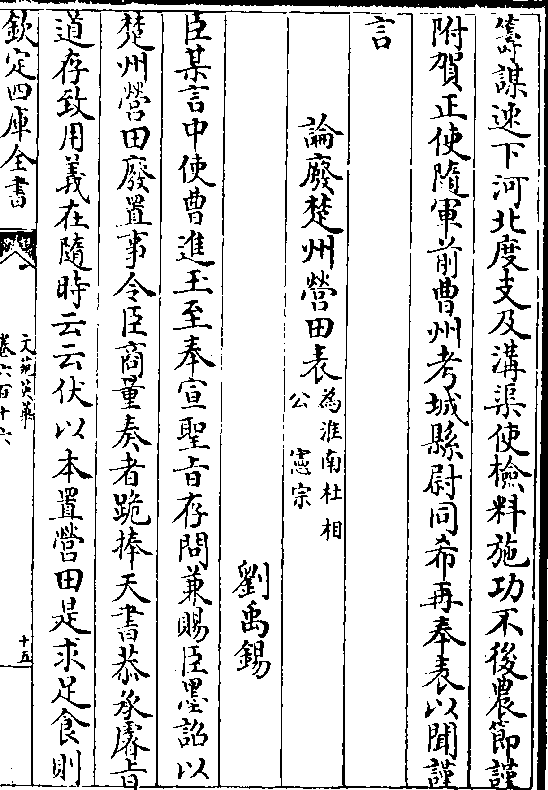 籌謀速下河北度支及溝渠使檢料施功不後農節謹
附賀正使隨軍前曹州考城縣尉同希再奉表以聞謹
言
論廢楚州營田表為淮南杜相公 憲宗
劉禹錫
臣某言中使曹進玉至奉宣聖旨存問兼賜臣墨詔以
楚州營田廢置事令臣商量奏者跪捧天書恭承睿旨
道存致用義在隨時云云伏以本置營田是求足食則
欽定四庫全書
文苑英華
卷六百十六
十五